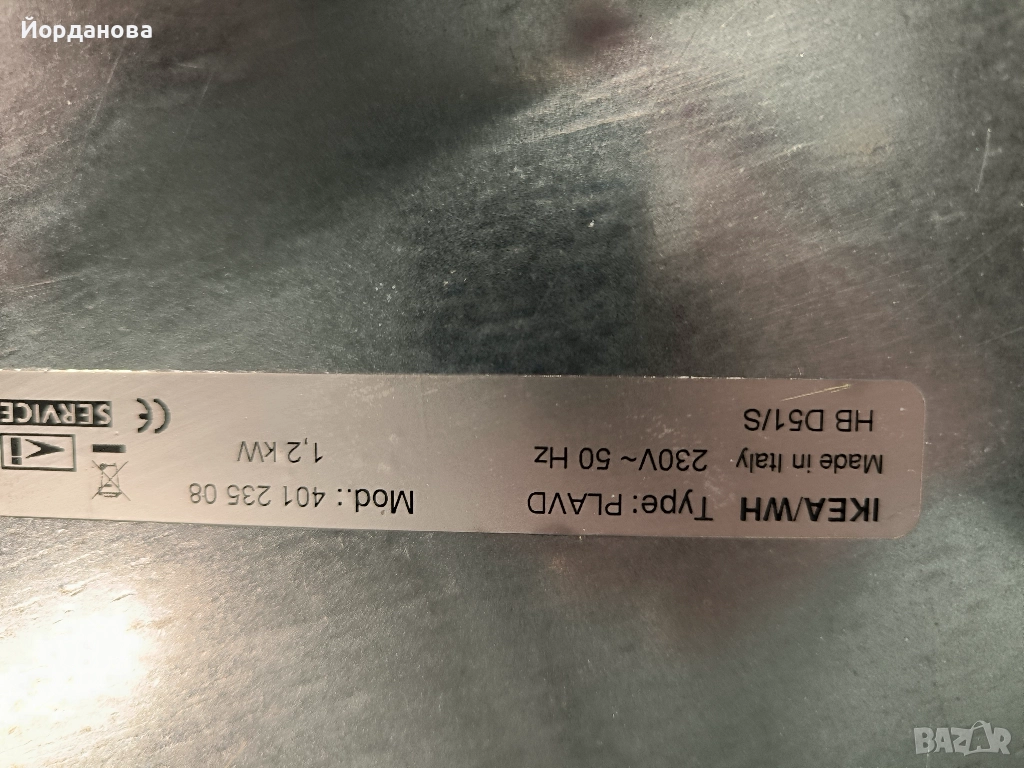 Йорданова
IKEA/WH Type: PLAVD Mod.: 401 235 08
Made in Italy 230V~ 50 Hz 1,2 kW
HB D51/S
SERVICE
BAZAR